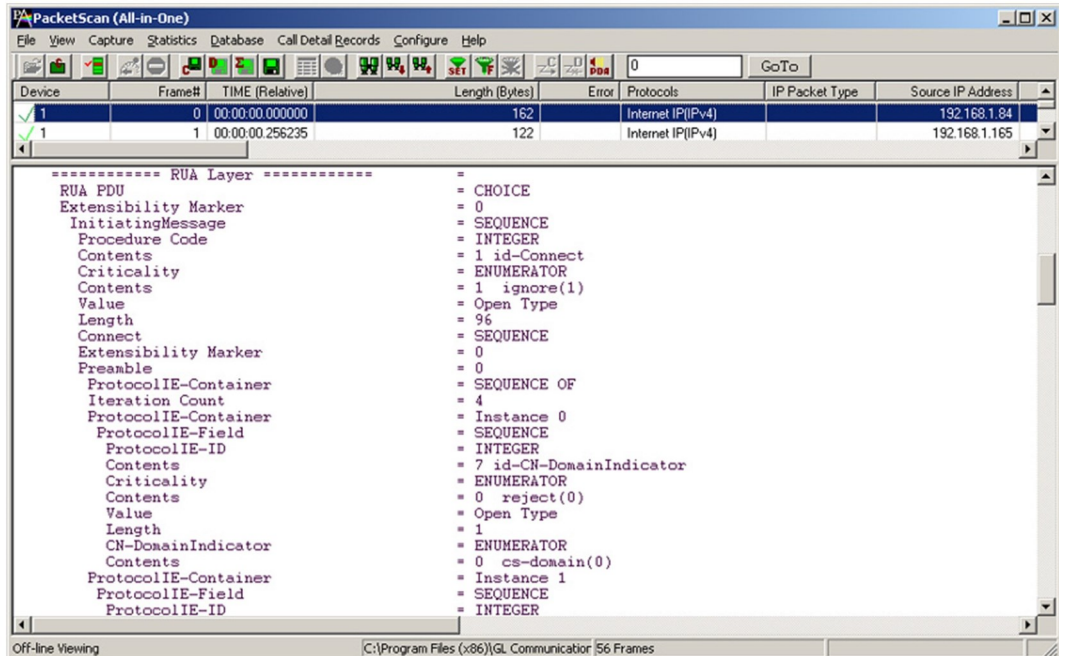 PacketScan (All-in-One)
File View Capture Statistics Database Call Detail Records Configure Help
SET F PDA 0 GoTo
Device Frame# TIME (Relative) Length (Bytes) Error Protocols IP Packet Type Source IP Address
1 0 00:00:00.000000 162 Internet IP(IPv4) 192.168.1.84
1 1 00:00:00.256235 122 Internet IP(IPv4) 192.168.1.165
============ RUA Layer ============ =
RUA PDU = CHOICE
Extensibility Marker = 0
InitiatingMessage = SEQUENCE
Procedure Code = INTEGER
Contents = 1 id-Connect
Criticality = ENUMERATOR
Contents = 1 ignore(1)
Value = Open Type
Length = 96
Connect = SEQUENCE
Extensibility Marker = 0
Preamble = 0
ProtocolIE-Container = SEQUENCE OF
Iteration Count = 4
ProtocolIE-Container = Instance 0
ProtocolIE-Field = SEQUENCE
ProtocolIE-ID = INTEGER
Contents = 7 id-CN-DomainIndicator
Criticality = ENUMERATOR
Contents = 0 reject(0)
Value = Open Type
Length = 1
CN-DomainIndicator = ENUMERATOR
Contents = 0 cs-domain(0)
ProtocolIE-Container = Instance 1
ProtocolIE-Field = SEQUENCE
ProtocolIE-ID = INTEGER
Off-line Viewing C:\Program Files (x86)\GL Communication 56 Frames